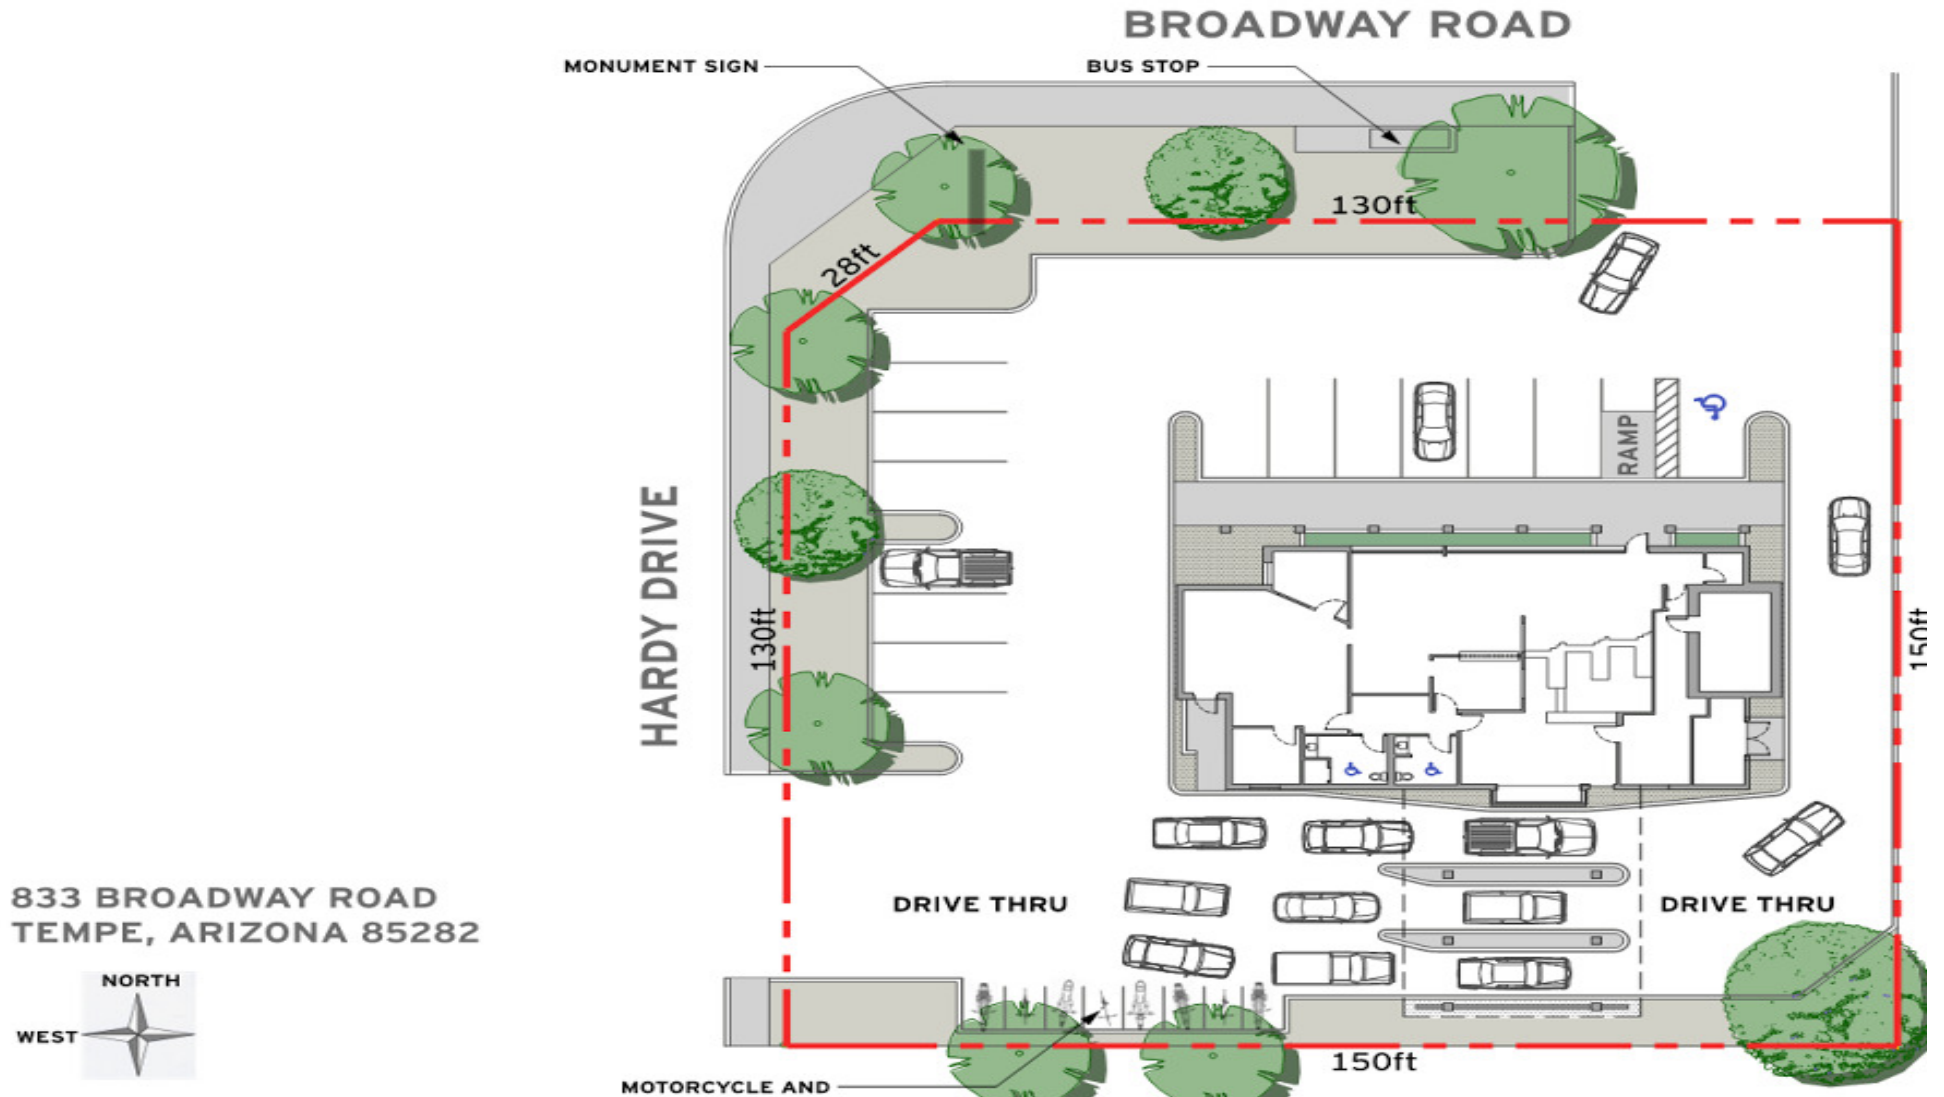 BROADWAY ROAD
MONUMENT SIGN
BUS STOP
130ft
28ft
RAMP
HARDY DRIVE
130ft
150ft
DRIVE THRU
DRIVE THRU
833 BROADWAY ROAD
TEMPE, ARIZONA 85282
NORTH
WEST
150ft
MOTORCYCLE AND